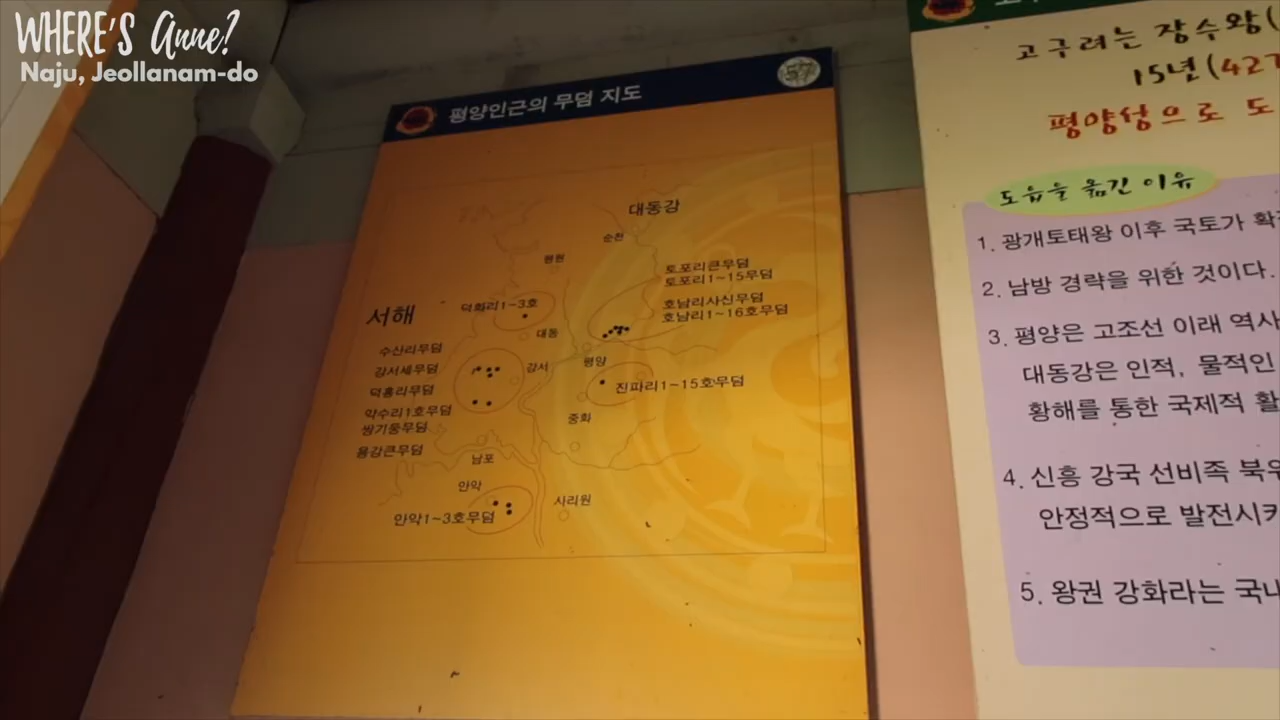 WHERE'S Anne?
Naju, Jeollanam-do
평양인근의 무덤 지도
대동강
순천
평원
토포리큰무덤
토포리1~15무덤
덕화리1~3호
호남리사신무덤
호남리1~16호무덤
서해
대동
수산리무덤
강서세무덤
강서
평양
덕흥리무덤
진파리1~15호무덤
약수리1호무덤
쌍기둥무덤
중화
용강큰무덤
남포
안악
사리원
안악1~3호무덤
고구려는 장수왕(
15년(427
평양성으로 도
도읍을 옮긴 이유
1. 광개토태왕 이후 국토가 확
2. 남방 경략을 위한 것이다.
3. 평양은 고조선 이래 역사
대동강은 인적, 물적인
황해를 통한 국제적 활
4. 신흥 강국 선비족 북우
안정적으로 발전시키
5. 왕권 강화라는 국내